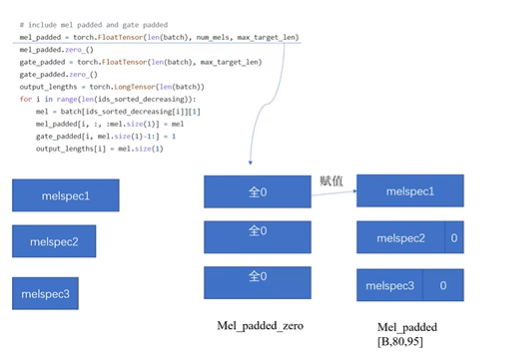 # include mel padded and gate padded
mel_padded = torch.FloatTensor(len(batch), num_mels, max_target_len)
mel_padded.zero_()
gate_padded = torch.FloatTensor(len(batch), max_target_len)
gate_padded.zero_()
output_lengths = torch.LongTensor(len(batch))
for i in range(len(ids_sorted_decreasing)):
    mel = batch[ids_sorted_decreasing[i]][1]
    mel_padded[i, :, :mel.size(1)] = mel
    gate_padded[i, mel.size(1)-1:] = 1
    output_lengths[i] = mel.size(1)
melspec1
全0
赋值
melspec1
melspec2
全0
melspec2
0
melspec3
全0
melspec3
0
Mel_padded_zero
Mel_padded
[B,80,95]